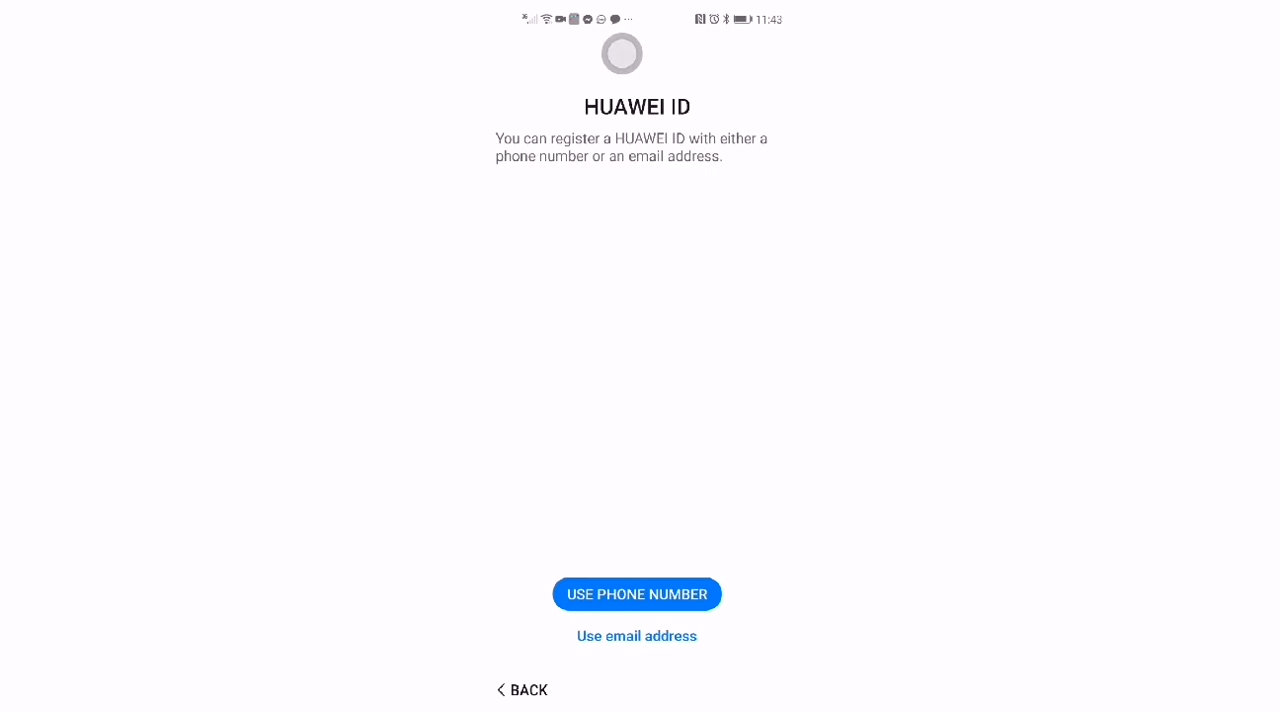 11:43
HUAWEI ID
You can register a HUAWEI ID with either a
phone number or an email address.
USE PHONE NUMBER
Use email address
BACK